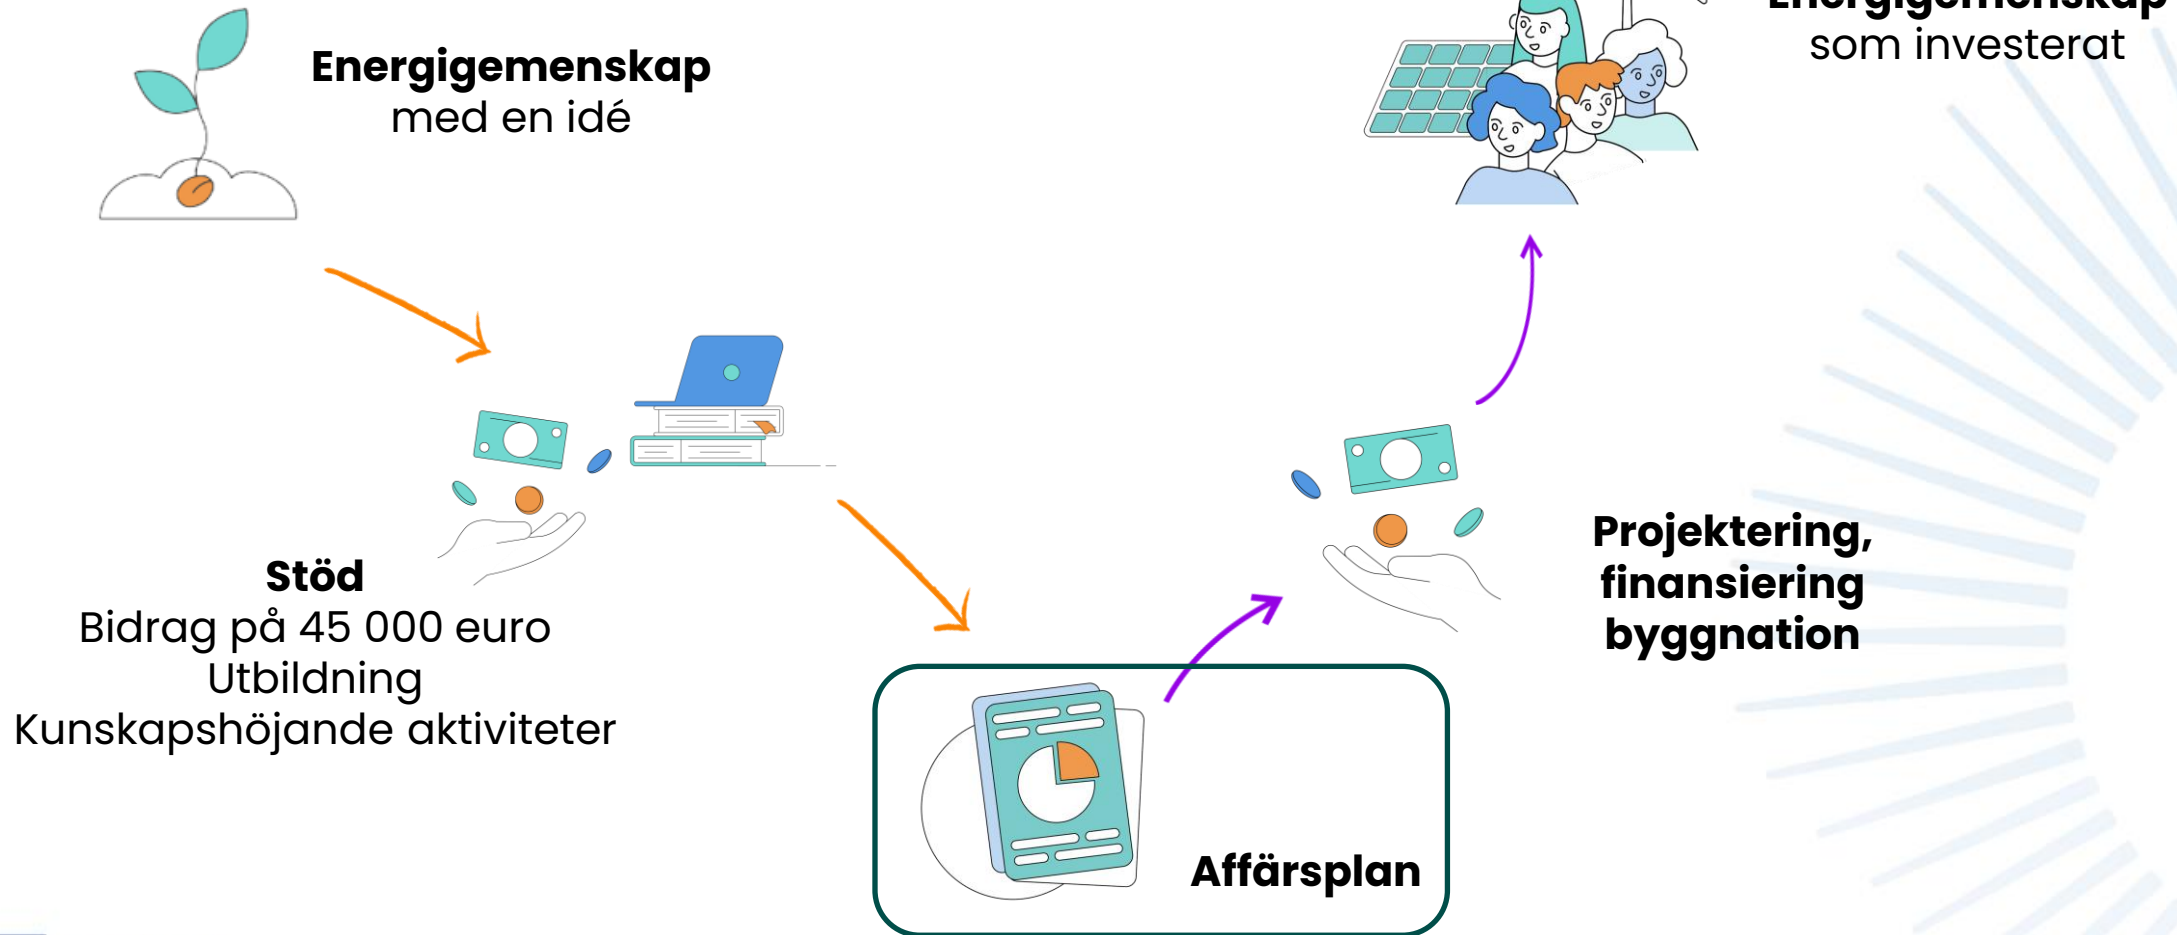 Energigemenskap
med en idé
Energigemenskap
som investerat
Stöd
Bidrag på 45 000 euro
Utbildning
Kunskapshöjande aktiviteter
Projektering,
finansiering
byggnation
Affärsplan